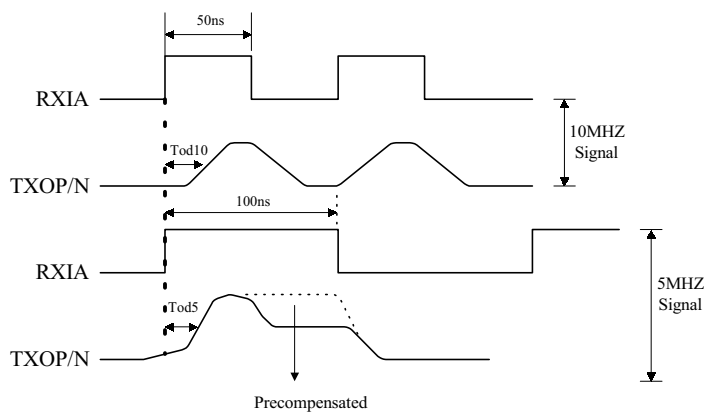 50ns
RXIA
Tod10
10MHZ
Signal
TXOP/N
100ns
RXIA
Tod5
5MHZ
Signal
TXOP/N
Precompensated